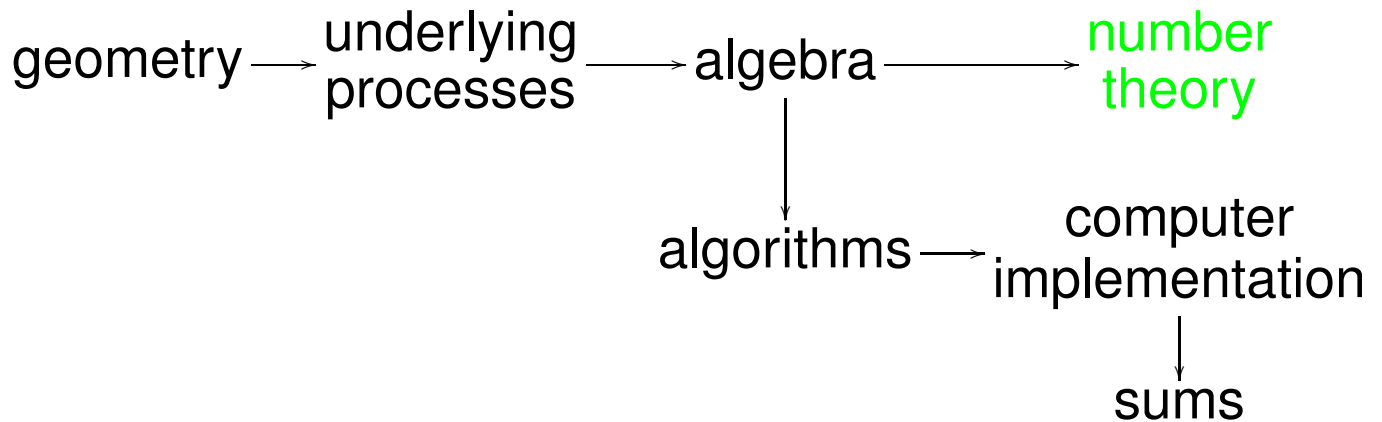 geometry
underlying
processes
algebra
number
theory
algorithms
computer
implementation
sums